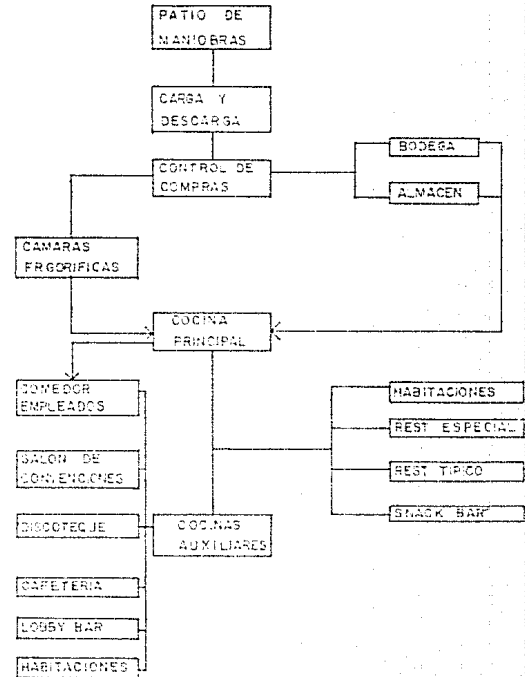 PATIO DE
MANIOBRAS
CARGA Y
DESCARGA
CONTROL DE
COMPRAS
BODEGA
ALMACEN
CAMARAS
FRGORIFICAS
COCINA
PRINCIPAL
COMEDOR
EMPLEADOS
SALON DE
CONVENCIONES
DISCOTEQUE
CAFETERIA
LOBBY BAR
HABITACIONES
COCINAS
AUXILIARES
HABITACIONES
REST ESPECIAL
REST TIPICO
SNACK BAR